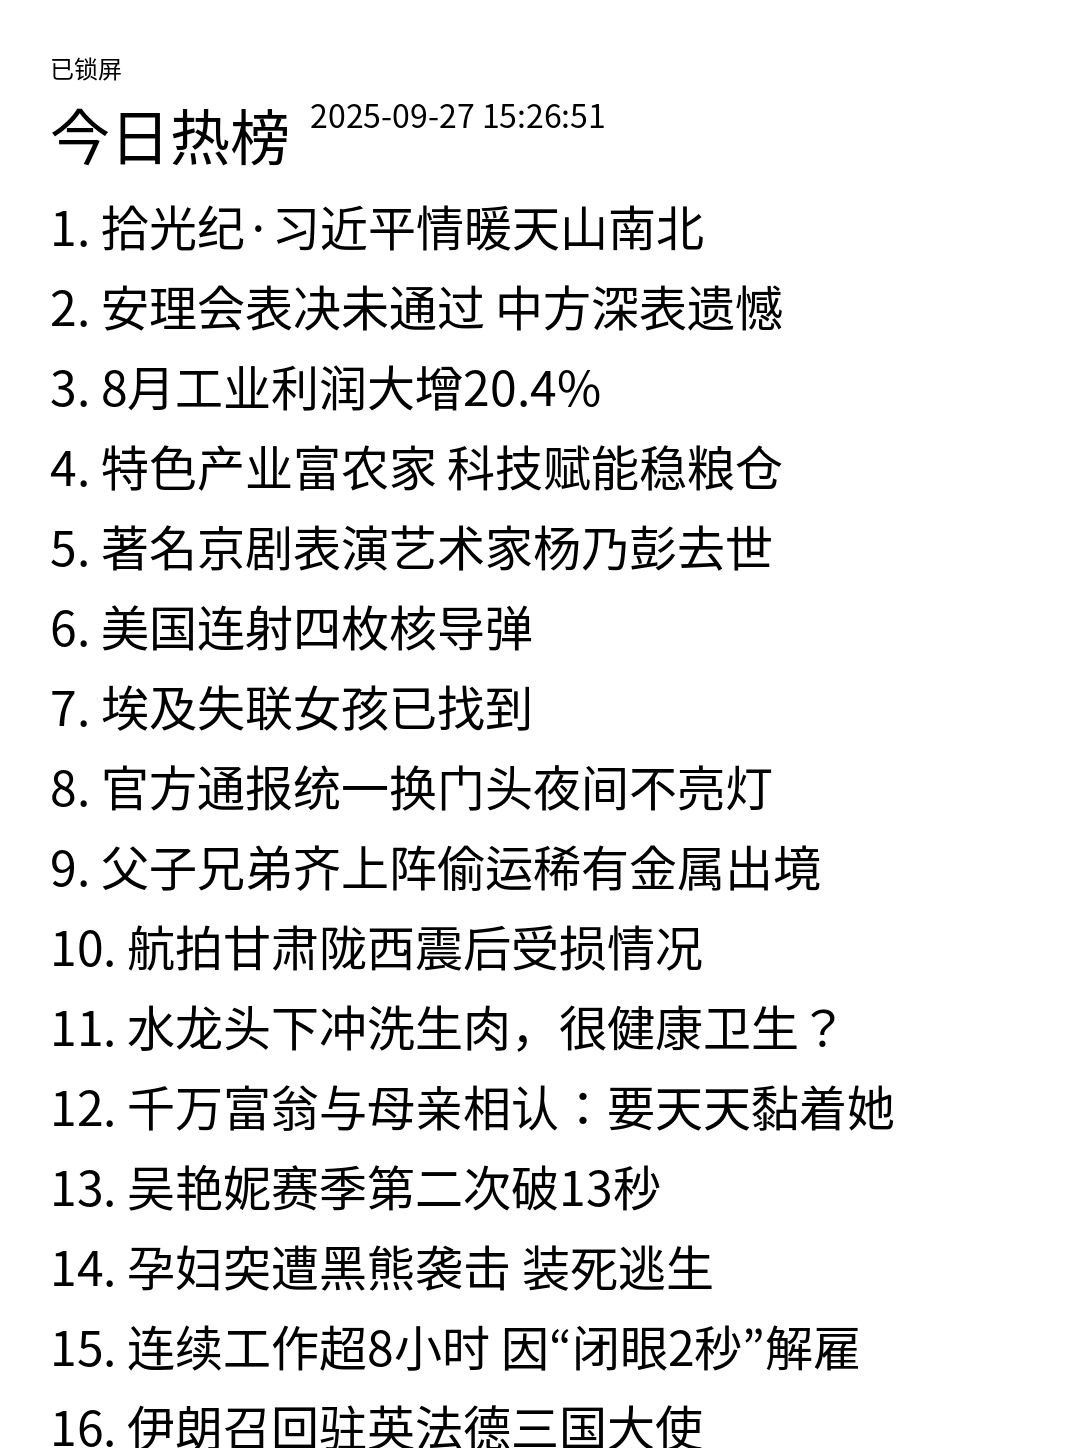 已锁屏
今日热榜 2025-09-27 15:26:51
1. 拾光纪·习近平情暖天山南北
2. 安理会表决未通过 中方深表遗憾
3. 8月工业利润大增20.4%
4. 特色产业富农家 科技赋能稳粮仓
5. 著名京剧表演艺术家杨乃彭去世
6. 美国连射四枚核导弹
7. 埃及失联女孩已找到
8. 官方通报统一换门头夜间不亮灯
9. 父子兄弟齐上阵偷运稀有金属出境
10. 航拍甘肃陇西震后受损情况
11. 水龙头下冲洗生肉，很健康卫生？
12. 千万富翁与母亲相认：要天天黏着她
13. 吴艳妮赛季第二次破13秒
14. 孕妇突遭黑熊袭击 装死逃生
15. 连续工作超8小时 因“闭眼2秒”解雇
16. 伊朗召回驻英法德三国大使